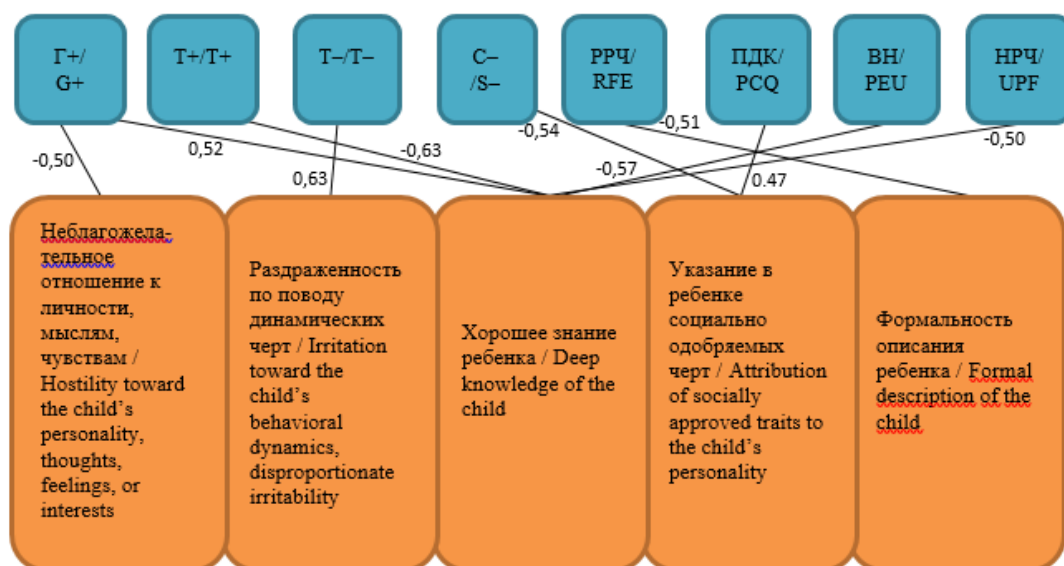 Г+/
G+
Т+/Т+
Т–/Т–
С–
/S–
РРЧ/
RFE
ПДК/
PCQ
ВН/
PEU
НРЧ/
UPF
-0,50
0,52
0,63
-0,63
-0,54
-0,57
0.47
-0,51
-0,50
Неблагожела-
тельное
отношение к
личности,
мыслям,
чувствам /
Hostility toward
the child’s
personality,
thoughts,
feelings, or
interests
Раздраженность
по поводу
динамических
черт / Irritation
toward the
child’s
behavioral
dynamics,
disproportionate
irritability
Хорошее знание
ребенка / Deep
knowledge of the
child
Указание в
ребенке
социально
одобряемых
черт / Attribution
of socially
approved traits to
the child’s
personality
Формальность
описания
ребенка / Formal
description of the
child